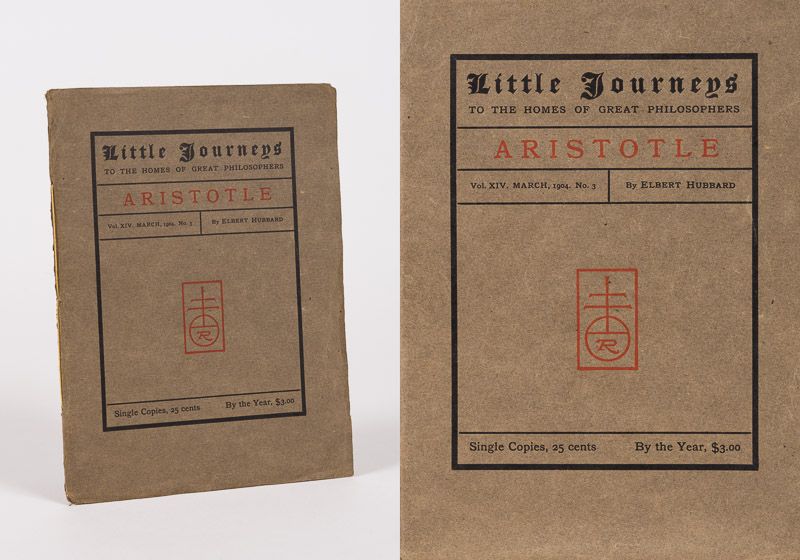 Little Journeys
TO THE HOMES OF GREAT PHILOSOPHERS
ARISTOTLE
Vol. XIV. MARCH, 1904. No. 3
By ELBERT HUBBARD
R
Single Copies, 25 cents
By the Year, $3.00
Little Journeys
TO THE HOMES OF GREAT PHILOSOPHERS
ARISTOTLE
Vol. XIV. MARCH, 1904. No. 3
By ELBERT HUBBARD
R
Single Copies, 25 cents
By the Year, $3.00